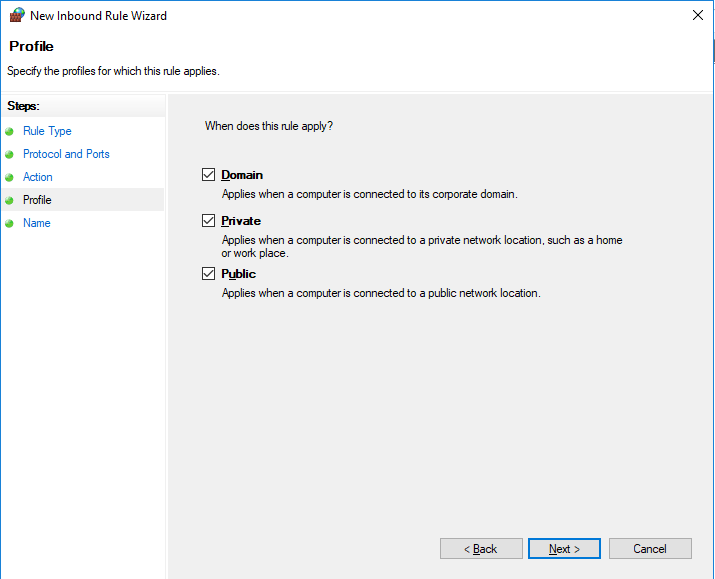 New Inbound Rule Wizard
Profile
Specify the profiles for which this rule applies.
Steps:
Rule Type
Protocol and Ports
Action
Profile
Name
When does this rule apply?
Domain
Applies when a computer is connected to its corporate domain.
Private
Applies when a computer is connected to a private network location, such as a home
or work place.
Public
Applies when a computer is connected to a public network location.
< Back
Next >
Cancel